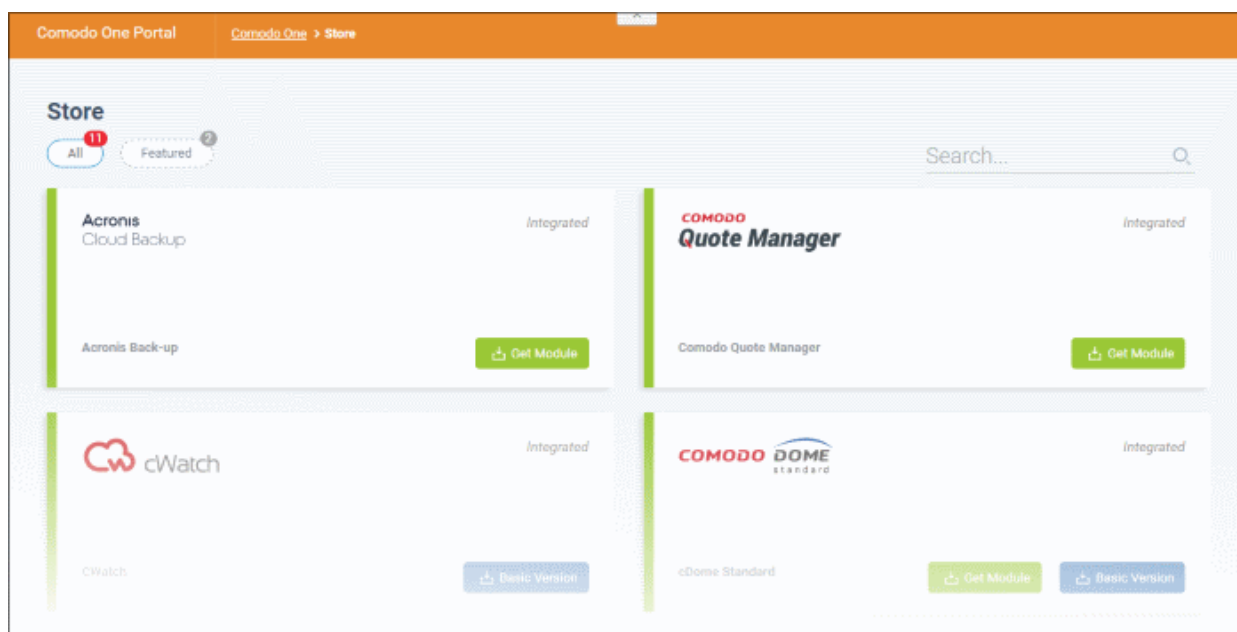 Comodo One Portal Comodo One > Store
Store
All 11 Featured 2
Search...
Acronis
Cloud Backup
Integrated
Acronis Back-up
Get Module
COMODO
Quote Manager
Integrated
Comodo Quote Manager
Get Module
cWatch
Integrated
CWatch
Basic Version
COMODO DOME
standard
Integrated
cDome Standard
Get Module
Basic Version